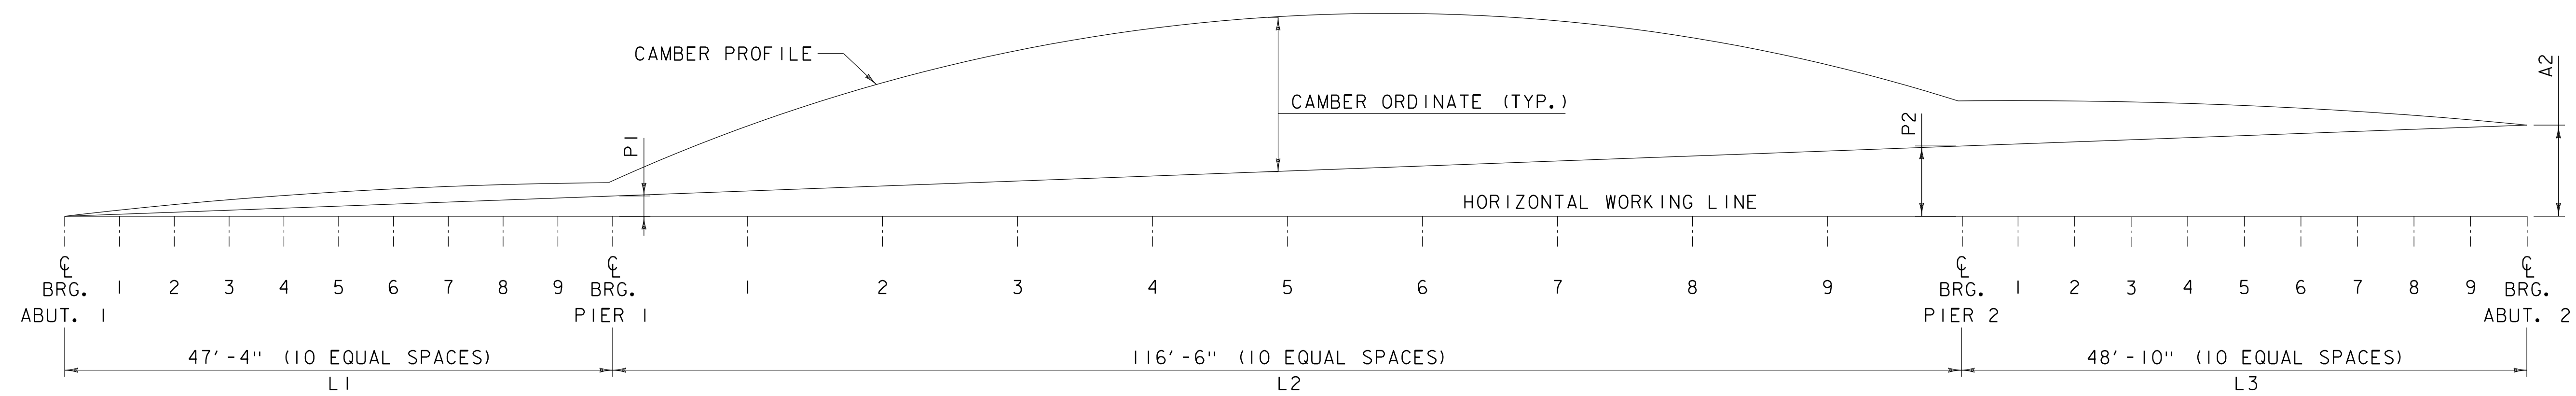 CAMBER PROFILE
A2
CAMBER ORDINATE (TYP.)
P1
P2
HORIZONTAL WORKING LINE
℄ ℄ ℄ ℄
BRG. 1 2 3 4 5 6 7 8 9 BRG. 1 2 3 4 5 6 7 8 9 BRG. 1 2 3 4 5 6 7 8 9 BRG.
ABUT. 1 PIER 1 PIER 2 ABUT. 2
47'-4" (10 EQUAL SPACES) 116'-6" (10 EQUAL SPACES) 48'-10" (10 EQUAL SPACES)
L1 L2 L3